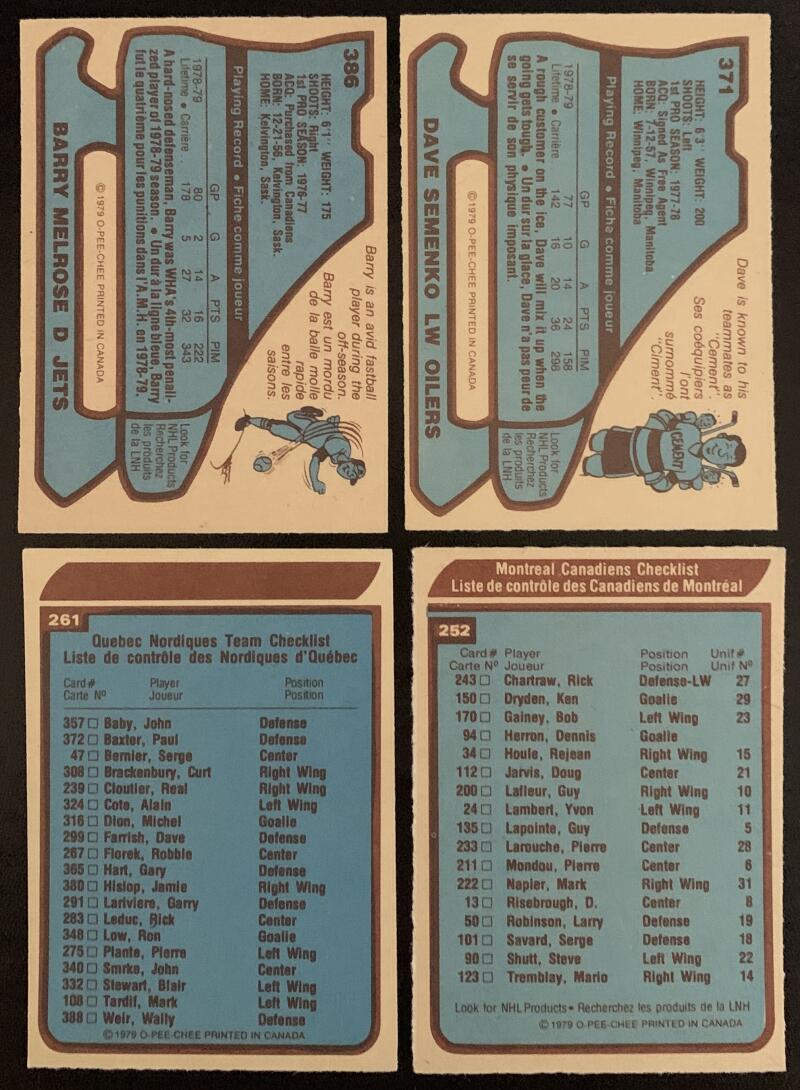 386
HEIGHT: 6'1" WEIGHT: 175
SHOOTS: Right
1st PRO SEASON: 1976-77
ACQ: Purchased from Canadiens
BORN: 12-21-56, Kelvington, Sask.
HOME: Kelvington, Sask.
Barry is an avid fastball
player during the
off-season.
Barry est un mordu
de la balle molle
rapide
entre les
saisons.
Playing Record • Fiche comme joueur
GP G A PTS PIM
1978-79 80 2 14 16 222
Lifetime • Carrière 178 5 27 32 343
A hard-nosed defenseman, Barry was WHA's 4th-most penali-
zed player of 1978-79 season. • Un dur à la ligne bleue, Barry
fut le quatrème pour les punitions dans l'A.M.H. en 1978-79.
Look for
NHL Products
Recherchez
les produits
de la LNH
© 1979 O-PEE-CHEE PRINTED IN CANADA
BARRY MELROSE D JETS
371
HEIGHT: 6'3" WEIGHT: 200
SHOOTS: Left
1st PRO SEASON: 1977-78
ACQ: Signed As Free Agent
BORN: 7-12-57, Winnipeg, Manitoba
HOME: Winnipeg, Manitoba
Dave is known to his
teammates as
"Cement".
Ses coéquipiers
l'ont
surnommé
"Ciment".
CEMENT
Playing Record • Fiche comme joueur
GP G A PTS PIM
1978-79 77 10 14 24 158
Lifetime • Carrière 142 16 20 36 298
A rough customer on the ice, Dave will mix it up when the
going gets tough. • Un dur sur la glace, Dave n'a pas peur de
se servir de son physique imposant.
Look for
NHL Products
Recherchez
les produits
de la LNH
© 1979 O-PEE-CHEE PRINTED IN CANADA
DAVE SEMENKO LW OILERS
261
Quebec Nordiques Team Checklist
Liste de contrôle des Nordiques d'Québec
Card # Player Position
Carte Nº Joueur Position
357 □ Baby, John Defense
372 □ Baxter, Paul Defense
47 □ Bernier, Serge Center
308 □ Brackenbury, Curt Right Wing
239 □ Cloutier, Real Right Wing
324 □ Cote, Alain Left Wing
316 □ Dion, Michel Goalie
299 □ Farrish, Dave Defense
267 □ Florek, Robbie Center
365 □ Hart, Gary Defense
380 □ Hislop, Jamie Right Wing
291 □ Lariviere, Garry Defense
283 □ Leduc, Rick Center
348 □ Low, Ron Goalie
275 □ Plante, Pierre Left Wing
340 □ Smrke, John Center
332 □ Stewart, Blair Left Wing
108 □ Tardif, Mark Left Wing
388 □ Weir, Wally Defense
© 1979 O-PEE-CHEE PRINTED IN CANADA
Montreal Canadiens Checklist
Liste de contrôle des Canadiens de Montréal
252
Card # Player Position Unif #
Carte Nº Joueur Position Unif Nº
243 □ Chartraw, Rick Defense-LW 27
150 □ Dryden, Ken Goalie 29
170 □ Gainey, Bob Left Wing 23
94 □ Herron, Dennis Goalie
34 □ Houle, Rejean Right Wing 15
112 □ Jarvis, Doug Center 21
200 □ Lafleur, Guy Right Wing 10
24 □ Lambert, Yvon Left Wing 11
135 □ Lapointe, Guy Defense 5
233 □ Larouche, Pierre Center 28
211 □ Mondou, Pierre Center 6
222 □ Napier, Mark Right Wing 31
13 □ Risebrough, D. Center 8
50 □ Robinson, Larry Defense 19
101 □ Savard, Serge Defense 18
90 □ Shutt, Steve Left Wing 22
123 □ Tremblay, Mario Right Wing 14
Look for NHL Products • Recherchez les produits de la LNH
© 1979 O-PEE-CHEE PRINTED IN CANADA